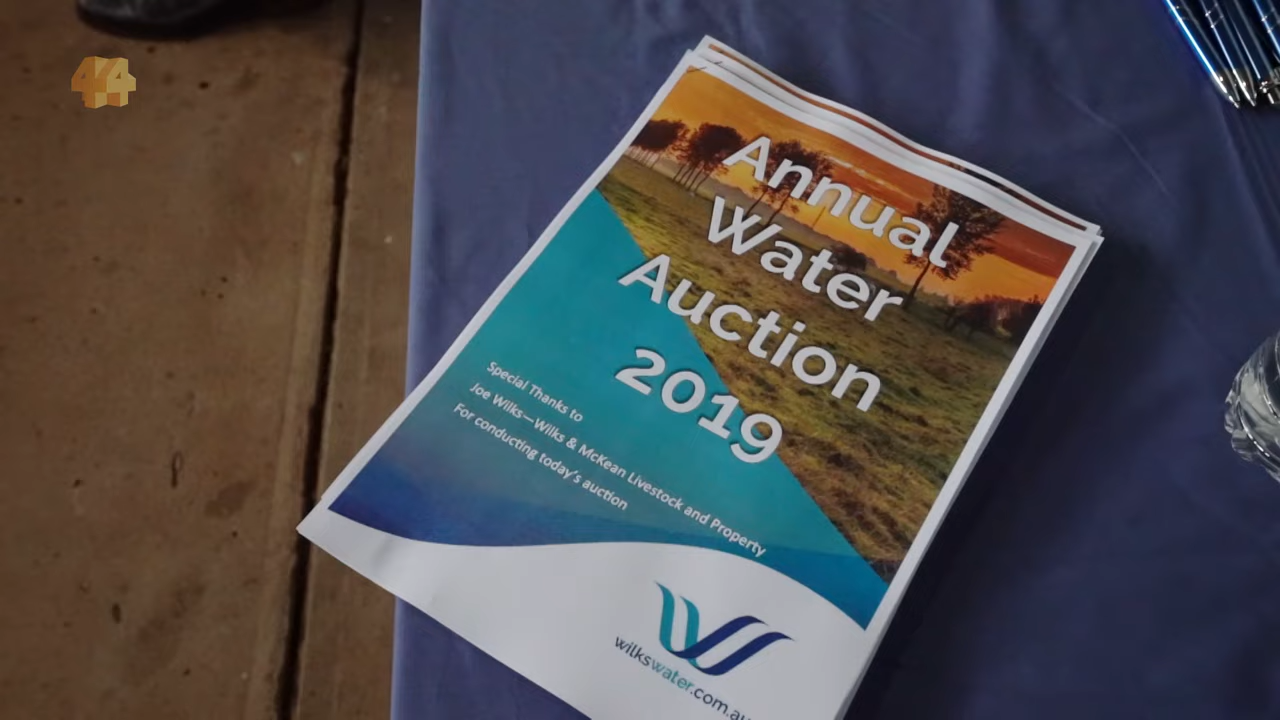 Annual
Water
Auction
2019
Special Thanks to
Joe Wilks—Wilks & McKean Livestock and Property
For conducting today's auction
wilkswater.com.au